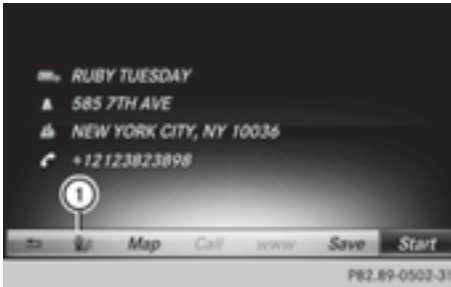 RUBY TUESDAY
585 7TH AVE
NEW YORK CITY, NY 10036
+12123823898
1
Map Call www Save Start
P82.89-0502-31